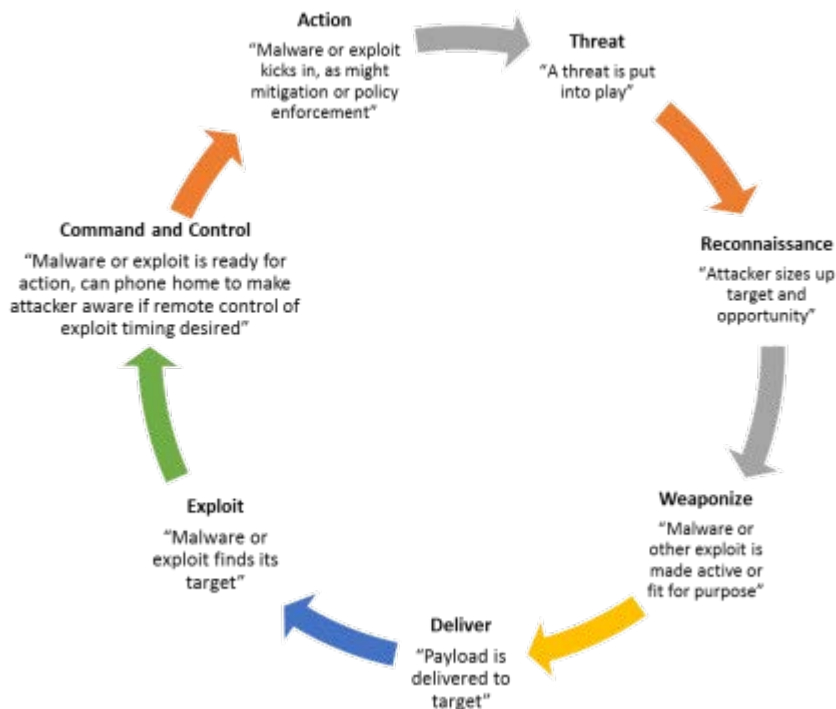 Action
“Malware or exploit
kicks in, as might
mitigation or policy
enforcement”
Threat
“A threat is put
into play”
Reconnaissance
“Attacker sizes up
target and
opportunity”
Weaponize
“Malware or
other exploit is
made active or
fit for purpose”
Deliver
“Payload is
delivered to
target”
Exploit
“Malware or
exploit finds its
target”
Command and Control
“Malware or exploit is ready for
action, can phone home to make
attacker aware if remote control of
exploit timing desired”